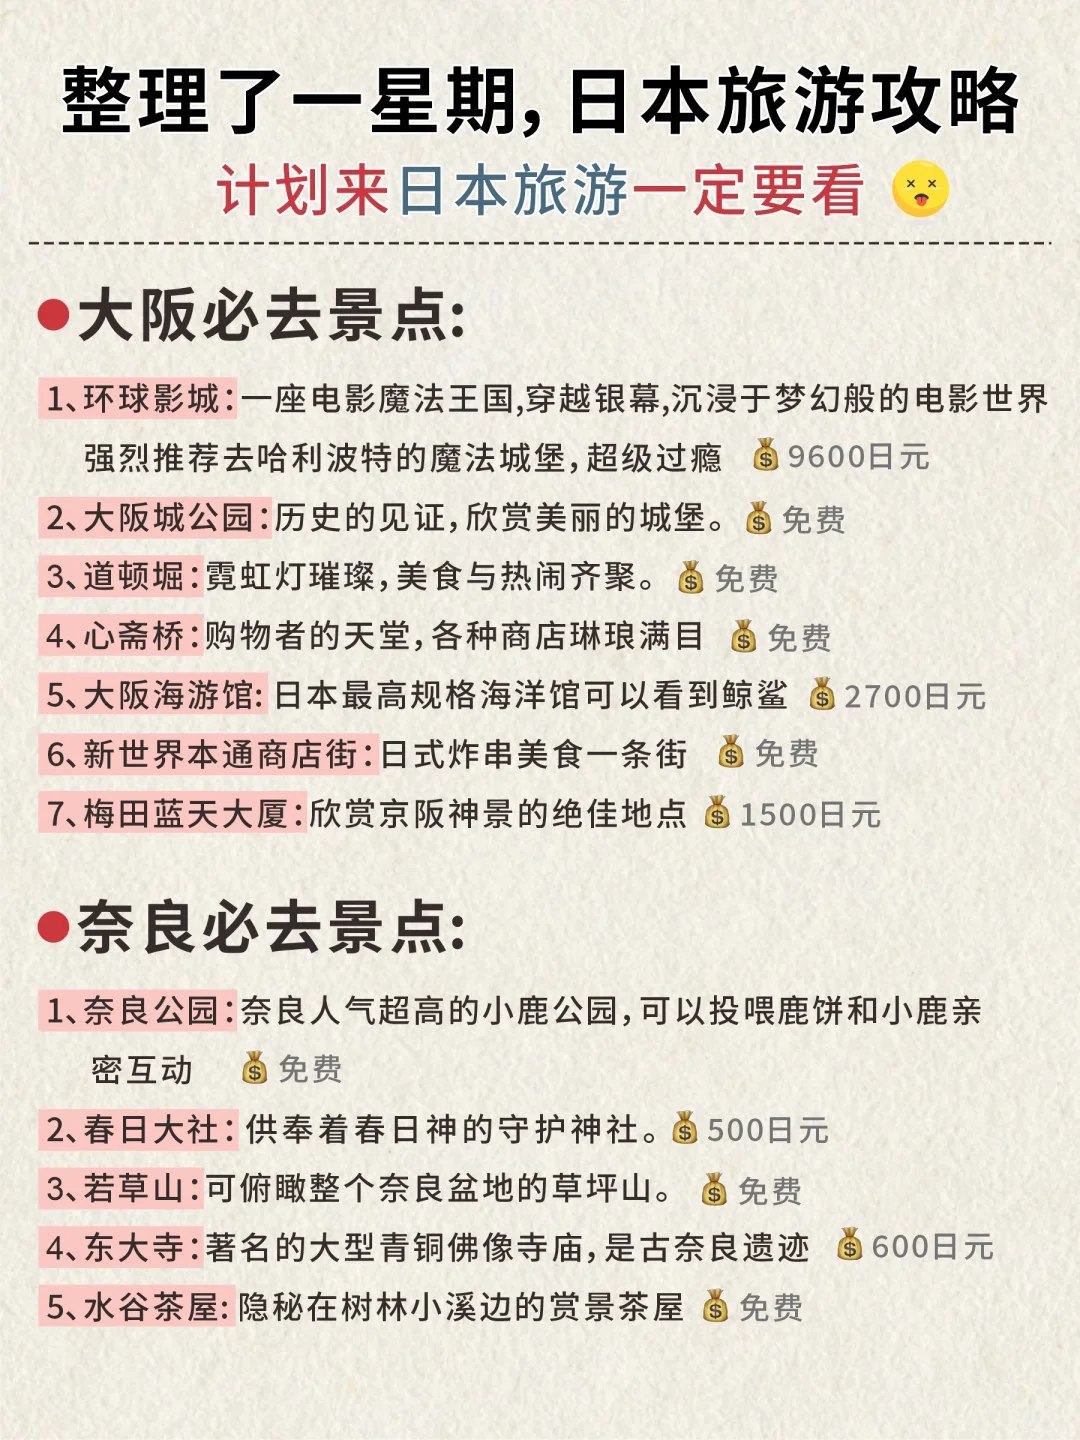 整理了一星期，日本旅游攻略
计划来日本旅游一定要看
大阪必去景点:
1、环球影城：一座电影魔法王国,穿越银幕,沉浸于梦幻般的电影世界
强烈推荐去哈利波特的魔法城堡，超级过瘾 9600日元
2、大阪城公园：历史的见证，欣赏美丽的城堡。 免费
3、道顿堀：霓虹灯璀璨，美食与热闹齐聚。 免费
4、心斋桥：购物者的天堂，各种商店琳琅满目 免费
5、大阪海游馆: 日本最高规格海洋馆可以看到鲸鲨 2700日元
6、新世界本通商店街：日式炸串美食一条街 免费
7、梅田蓝天大厦：欣赏京阪神景的绝佳地点 1500日元
奈良必去景点:
1、奈良公园：奈良人气超高的小鹿公园，可以投喂鹿饼和小鹿亲
密互动 免费
2、春日大社：供奉着春日神的守护神社。 500日元
3、若草山：可俯瞰整个奈良盆地的草坪山。 免费
4、东大寺：著名的大型青铜佛像寺庙，是古奈良遗迹 600日元
5、水谷茶屋: 隐秘在树林小溪边的赏景茶屋 免费